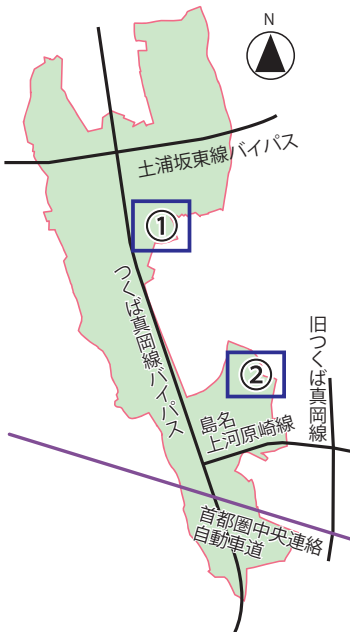 N
土浦坂東線バイパス
①
つくば真岡線バイパス
旧つくば真岡線
②
島名
上河原崎線
首都圏中央連絡
自動車道